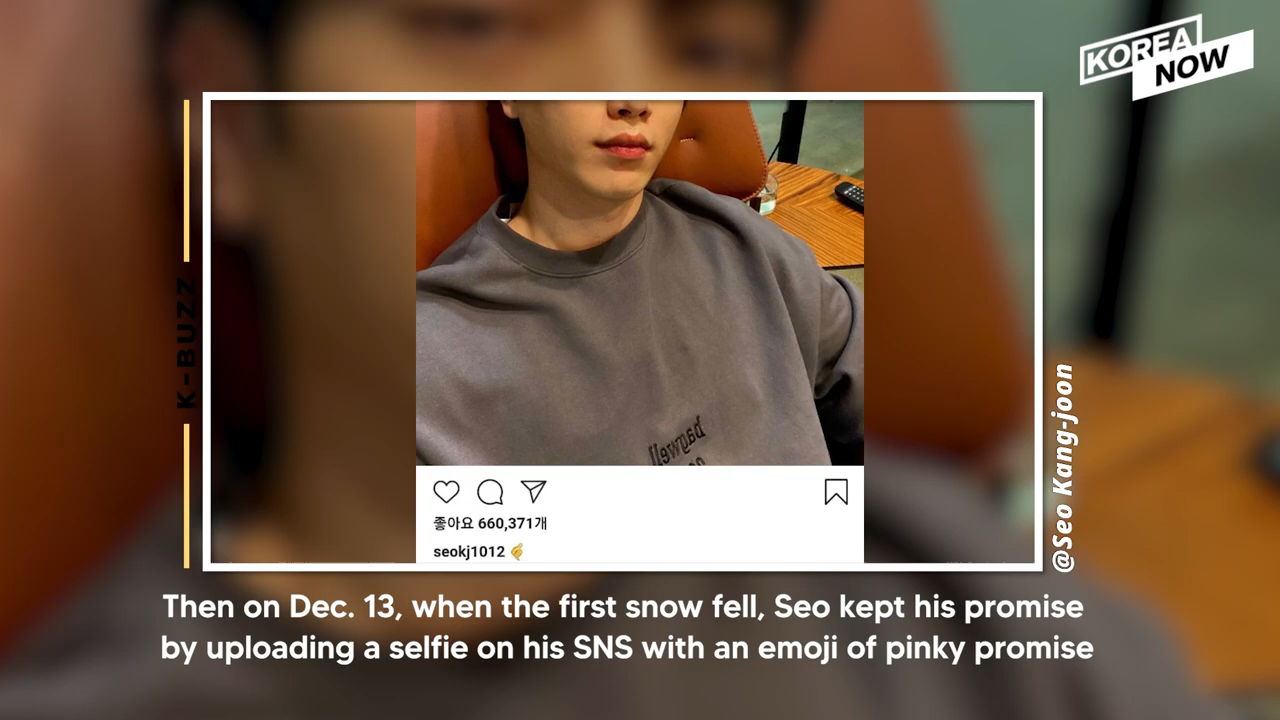 KOREA
NOW
K-BUZZ
좋아요 660,371개
seokj1012
@Seo Kang-joon
Then on Dec. 13, when the first snow fell, Seo kept his promise
by uploading a selfie on his SNS with an emoji of pinky promise